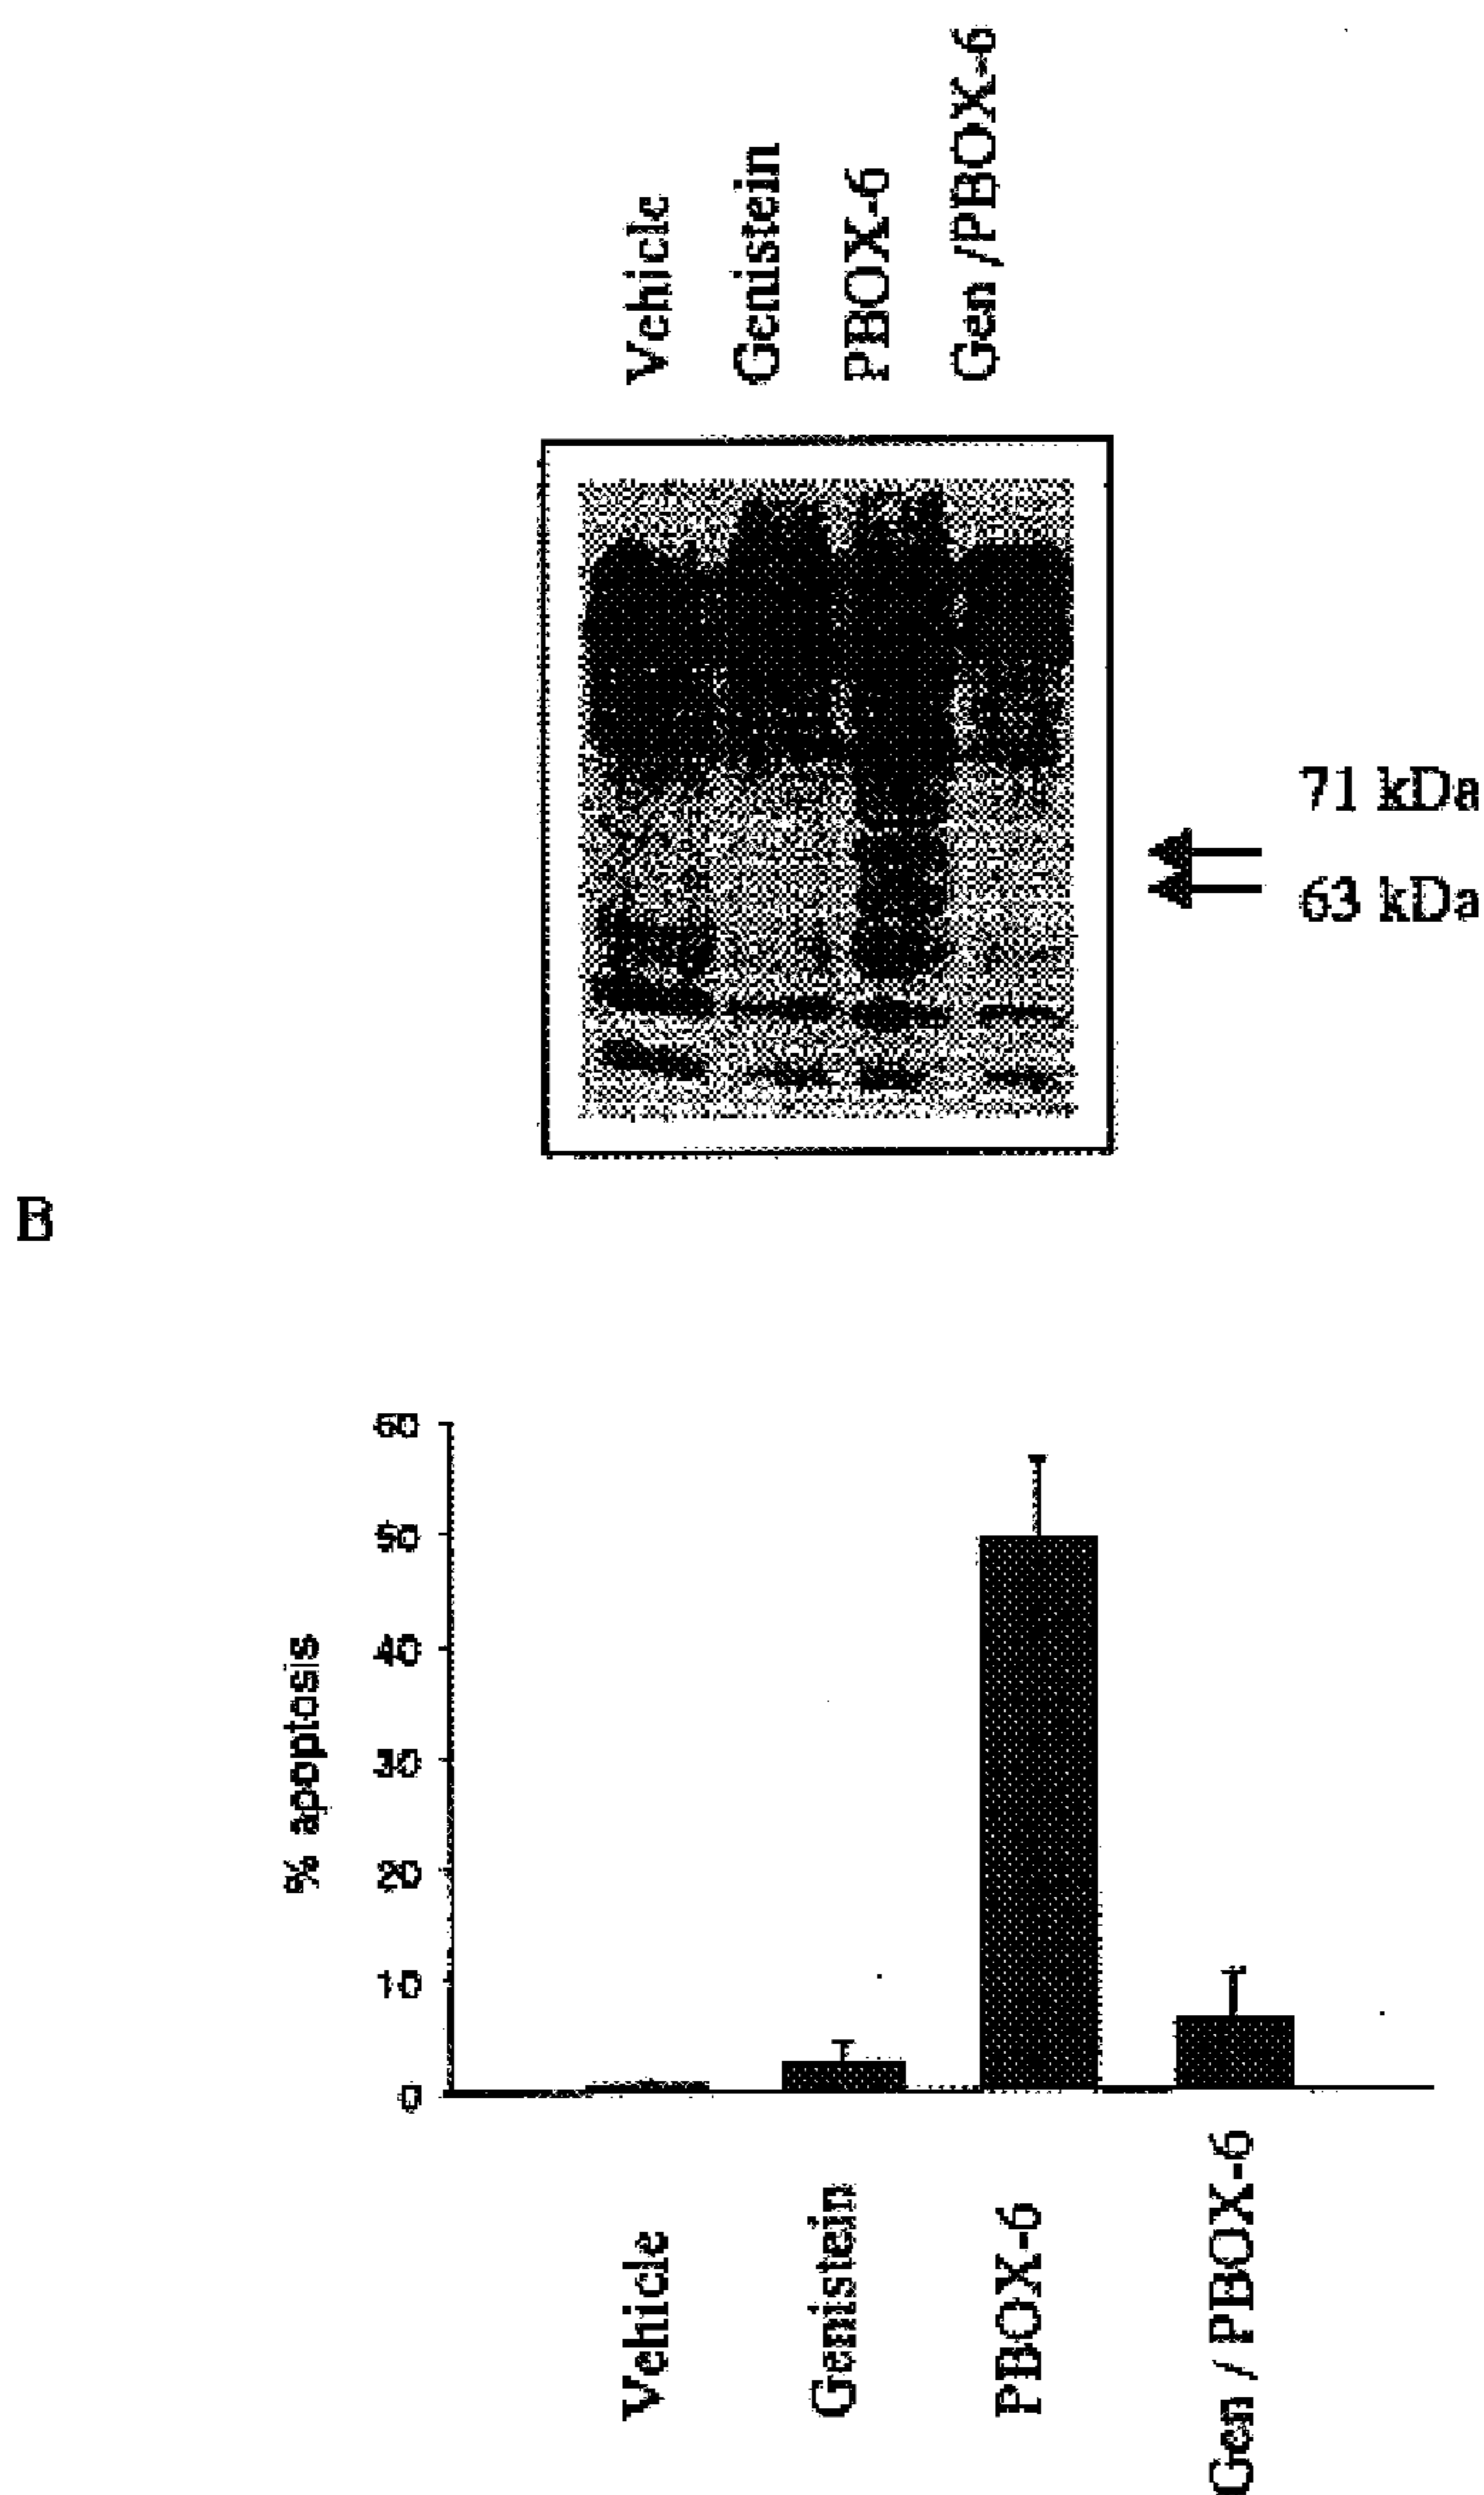 Vehicle
Genistein
PBOX-6
Gen /PBOX-6
71 kDa
63 kDa
B
% apoptosis
60
50
40
30
20
10
0
Vehicle
Genistein
PBOX-6
Gen / PBOX-6